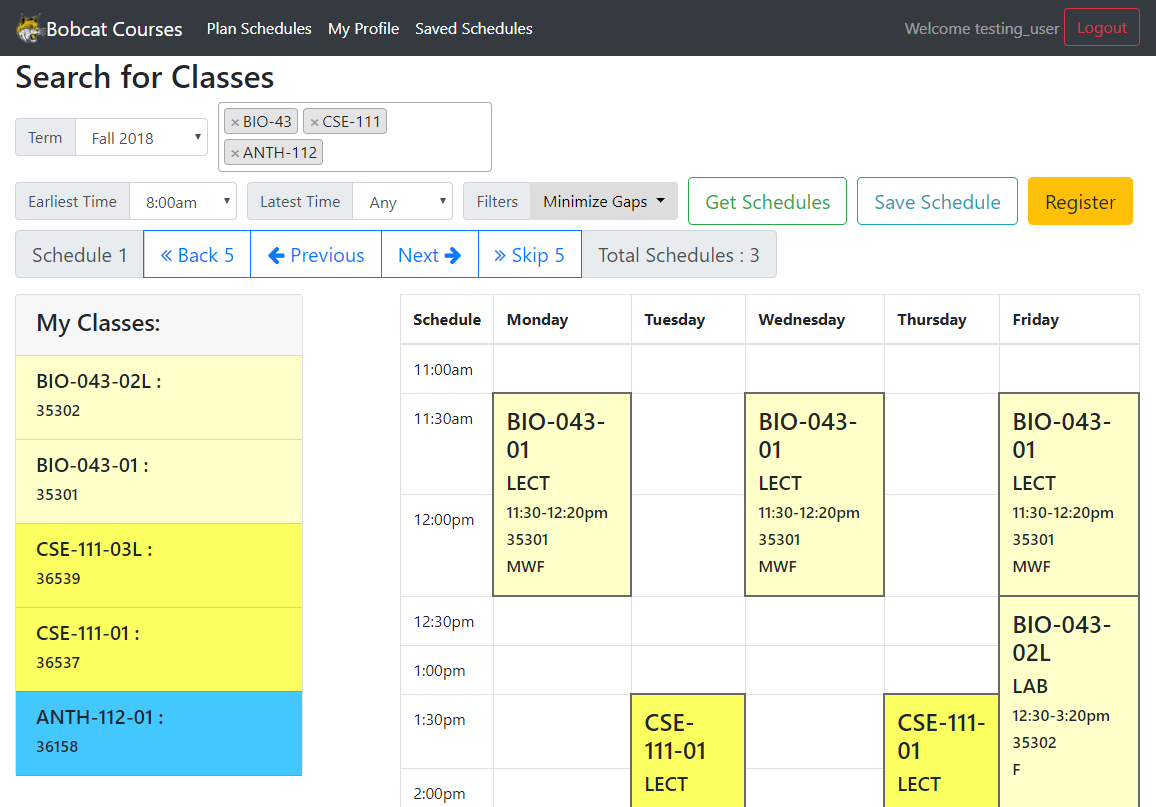 Bobcat Courses Plan Schedules My Profile Saved Schedules Welcome testing_user Logout
Search for Classes
Term Fall 2018 × BIO-43 × CSE-111
× ANTH-112
Earliest Time 8:00am Latest Time Any Filters Minimize Gaps Get Schedules Save Schedule Register
Schedule 1 « Back 5 Previous Next » Skip 5 Total Schedules : 3
My Classes:
BIO-043-02L :
35302
BIO-043-01 :
35301
CSE-111-03L :
36539
CSE-111-01 :
36537
ANTH-112-01 :
36158
Schedule Monday Tuesday Wednesday Thursday Friday
11:00am
11:30am
12:00pm
12:30pm
1:00pm
1:30pm
2:00pm
BIO-043-
01
LECT
11:30-12:20pm
35301
MWF
CSE-
111-01
LECT
BIO-043-
01
LECT
11:30-12:20pm
35301
MWF
CSE-111-
01
LECT
BIO-043-
01
LECT
11:30-12:20pm
35301
MWF
BIO-043-
02L
LAB
12:30-3:20pm
35302
F